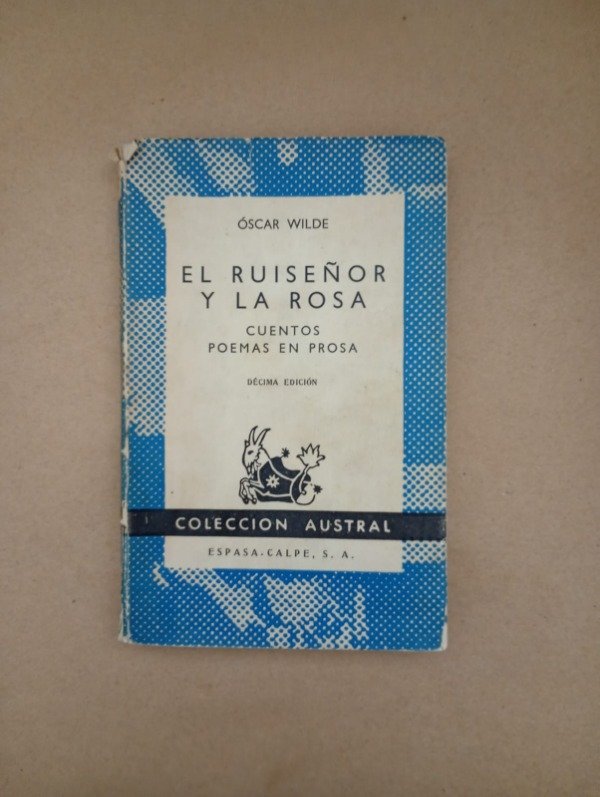 ÓSCAR WILDE
EL RUISEÑOR
Y LA ROSA
CUENTOS
POEMAS EN PROSA
DÉCIMA EDICIÓN
COLECCION AUSTRAL
ESPASA-CALPE, S. A.